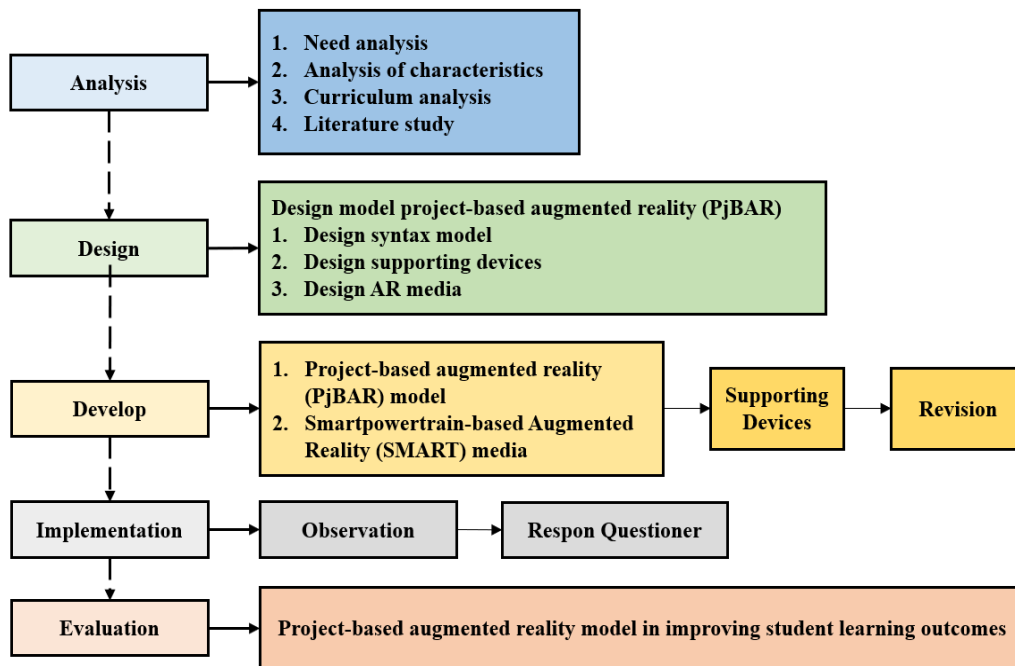 Analysis
1. Need analysis
2. Analysis of characteristics
3. Curriculum analysis
4. Literature study
Design
Design model project-based augmented reality (PjBAR)
1. Design syntax model
2. Design supporting devices
3. Design AR media
Develop
1. Project-based augmented reality
(PjBAR) model
2. Smartpowertrain-based Augmented
Reality (SMART) media
Supporting
Devices
Revision
Implementation
Observation
Respon Questioner
Evaluation
Project-based augmented reality model in improving student learning outcomes